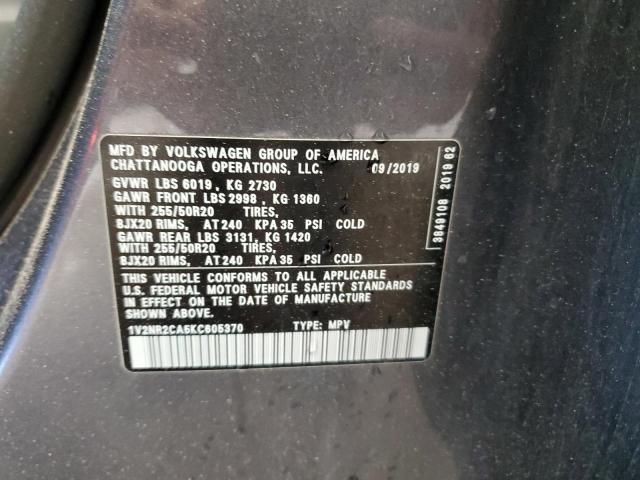 MFD BY VOLKSWAGEN GROUP OF AMERICA
CHATTANOOGA OPERATIONS, LLC. 09/2019
GVWR LBS 6019 , KG 2730
GAWR FRONT LBS 2998 , KG 1360
WITH 255/50R20 TIRES,
8JX20 RIMS, AT 240 KPA 35 PSI COLD
GAWR REAR LBS 3131, KG 1420
WITH 255/50R20 TIRES,
8JX20 RIMS, AT 240 KPA 35 PSI COLD
THIS VEHICLE CONFORMS TO ALL APPLICABLE
U.S. FEDERAL MOTOR VEHICLE SAFETY STANDARDS
IN EFFECT ON THE DATE OF MANUFACTURE
SHOWN ABOVE.
1V2NR2CA5KC605370 TYPE: MPV
3849108 2019 62